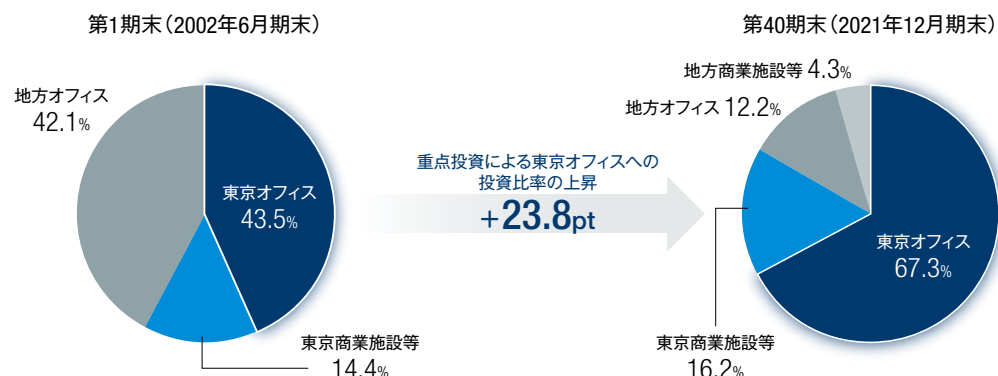 第1期末（2002年6月期末）
地方オフィス
42.1%
東京オフィス
43.5%
東京商業施設等
14.4%
重点投資による東京オフィスへの
投資比率の上昇
+23.8pt
第40期末（2021年12月期末）
地方商業施設等 4.3%
地方オフィス 12.2%
東京オフィス
67.3%
東京商業施設等
16.2%